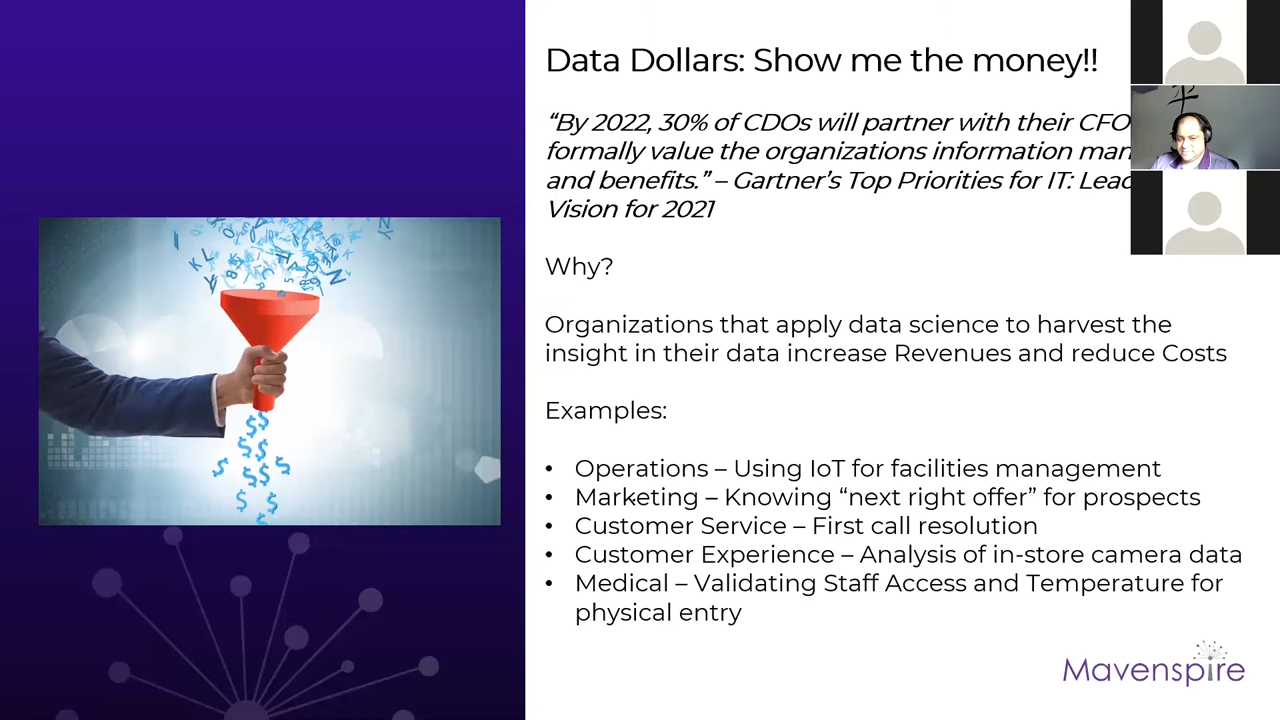 Data Dollars: Show me the money!!
“By 2022, 30% of CDOs will partner with their CFO
formally value the organizations information man
and benefits.” – Gartner’s Top Priorities for IT: Lead
Vision for 2021
Why?
Organizations that apply data science to harvest the
insight in their data increase Revenues and reduce Costs
Examples:
• Operations – Using IoT for facilities management
• Marketing – Knowing “next right offer” for prospects
• Customer Service – First call resolution
• Customer Experience – Analysis of in-store camera data
• Medical – Validating Staff Access and Temperature for
physical entry
Mavenspire